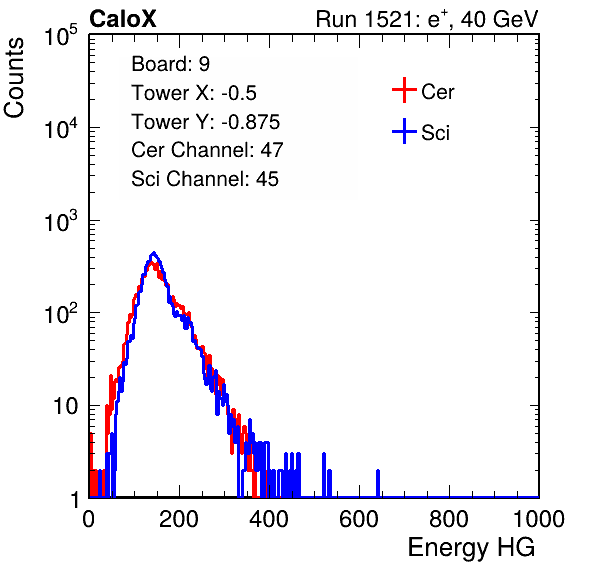 CaloX Run 1521: e⁺, 40 GeV
Counts
Board: 9
Tower X: -0.5
Tower Y: -0.875
Cer Channel: 47
Sci Channel: 45
Cer
Sci
10⁵
10⁴
10³
10²
10
1
0 200 400 600 800 1000
Energy HG